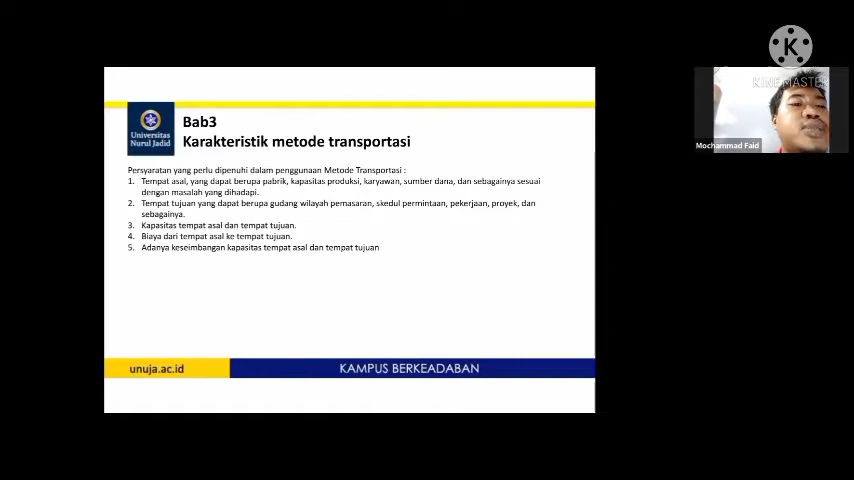 Bab3
Karakteristik metode transportasi
Universitas
Nurul Jadid
Persyaratan yang perlu dipenuhi dalam penggunaan Metode Transportasi :
1. Tempat asal, yang dapat berupa pabrik, kapasitas produksi, karyawan, sumber dana, dan sebagainya sesuai
dengan masalah yang dihadapi.
2. Tempat tujuan yang dapat berupa gudang wilayah pemasaran, skedul permintaan, pekerjaan, proyek, dan
sebagainya.
3. Kapasitas tempat asal dan tempat tujuan.
4. Biaya dari tempat asal ke tempat tujuan.
5. Adanya keseimbangan kapasitas tempat asal dan tempat tujuan
unuja.ac.id
KAMPUS BERKEADABAN
K
KINEMASTER
Mochammad Faid